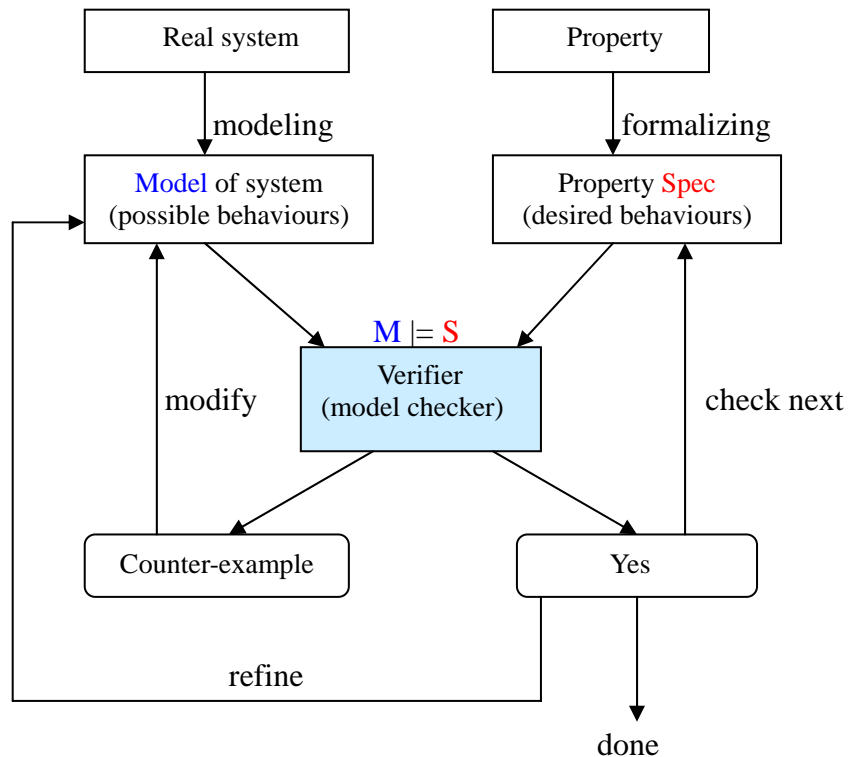 Real system
Property
modeling
formalizing
Model of system
(possible behaviours)
Property Spec
(desired behaviours)
M |= S
Verifier
(model checker)
modify
check next
Counter-example
Yes
refine
done